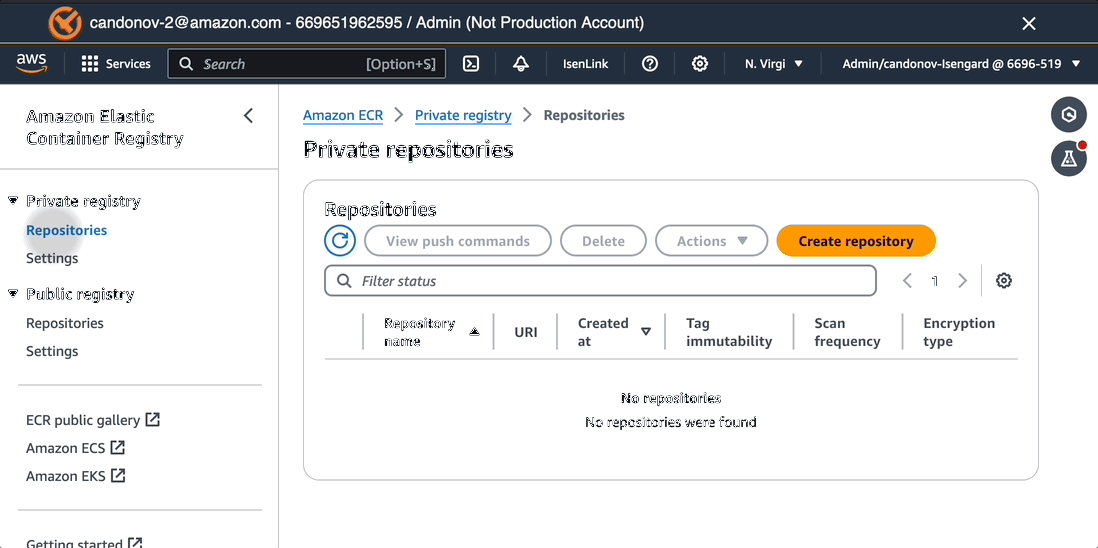 candonov-2@amazon.com - 669651962595 / Admin (Not Production Account)
aws
Services
Search
[Option+S]
IsenLink
N. Virgi
Admin/candonov-Isengard @ 6696-519
Amazon Elastic
Container Registry
Private registry
Repositories
Settings
Public registry
Repositories
Settings
ECR public gallery
Amazon ECS
Amazon EKS
Getting started
Amazon ECR
Private registry
Repositories
Private repositories
Repositories
View push commands
Delete
Actions
Create repository
Filter status
1
Repository
name
URI
Created
at
Tag
immutability
Scan
frequency
Encryption
type
No repositories
No repositories were found